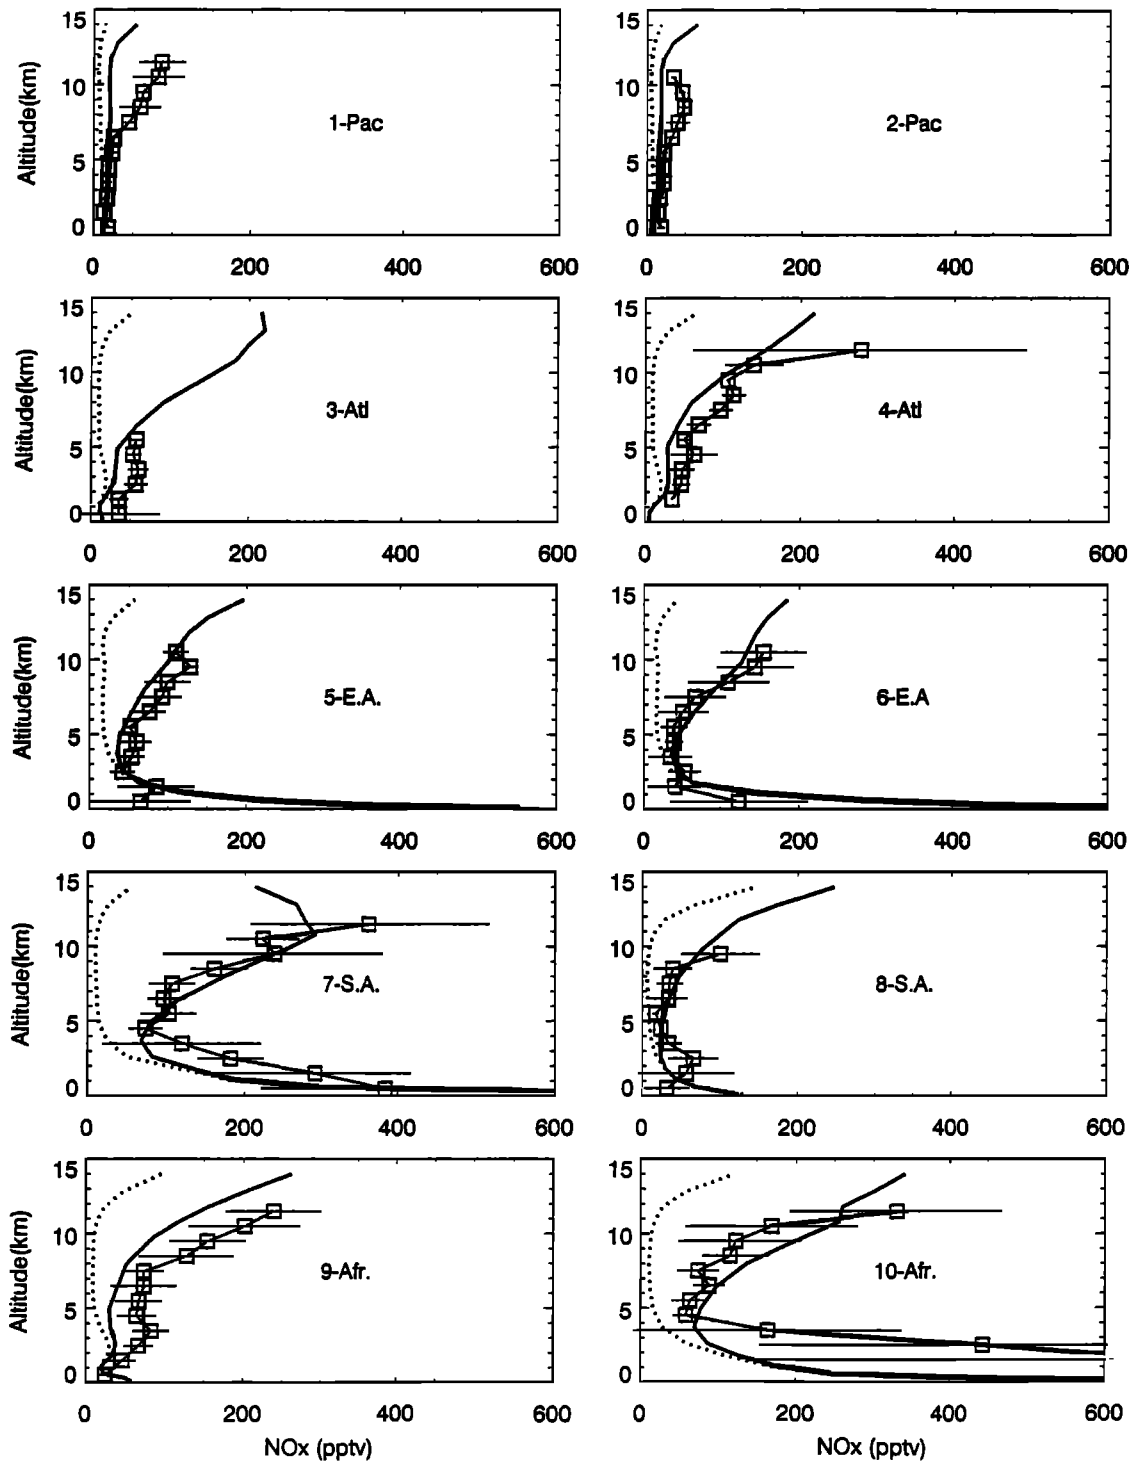 15 15
Altitude(km) 10 10
1-Pac 2-Pac
5 5
0 0
0 200 400 600 0 200 400 600
15 15
Altitude(km) 10 10
3-Atl 4-Atl
5 5
0 0
0 200 400 600 0 200 400 600
15 15
Altitude(km) 10 10
5-E.A. 6-E.A
5 5
0 0
0 200 400 600 0 200 400 600
15 15
Altitude(km) 10 10
7-S.A. 8-S.A.
5 5
0 0
0 200 400 600 0 200 400 600
15 15
Altitude(km) 10 10
9-Afr. 10-Afr.
5 5
0 0
0 200 400 600 0 200 400 600
NOx (pptv) NOx (pptv)